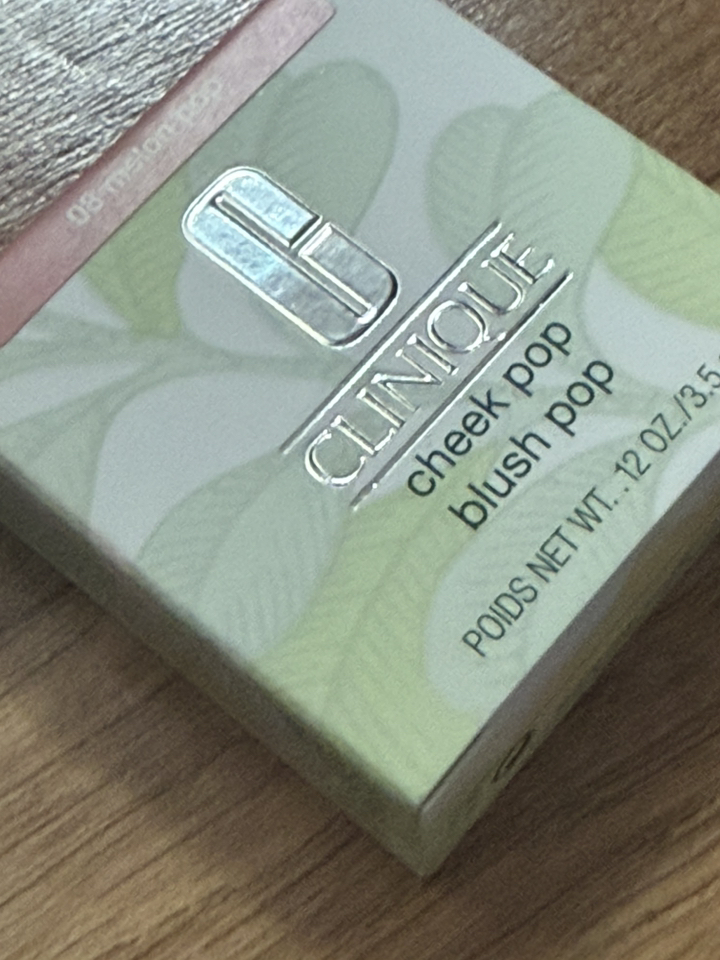 08 melon pop
CLINIQUE
cheek pop
blush pop
POIDS NET WT. .12 OZ./3.5